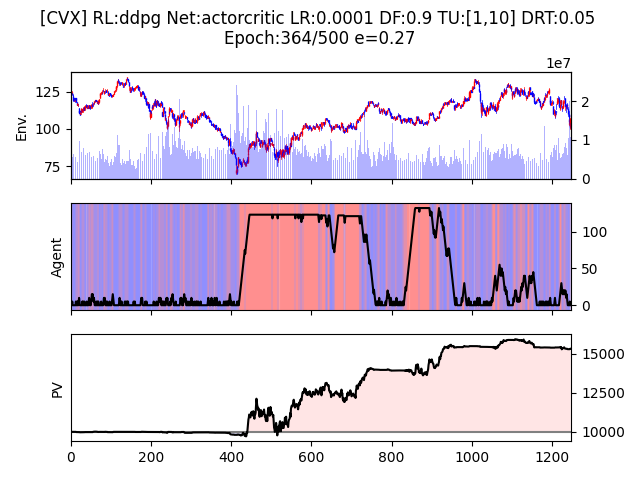 [CVX] RL:ddpg Net:actorcritic LR:0.0001 DF:0.9 TU:[1,10] DRT:0.05
Epoch:364/500 e=0.27
1e7
125
100
75
Env.
2
1
0
Agent
100
50
0
PV
15000
12500
10000
0 200 400 600 800 1000 1200